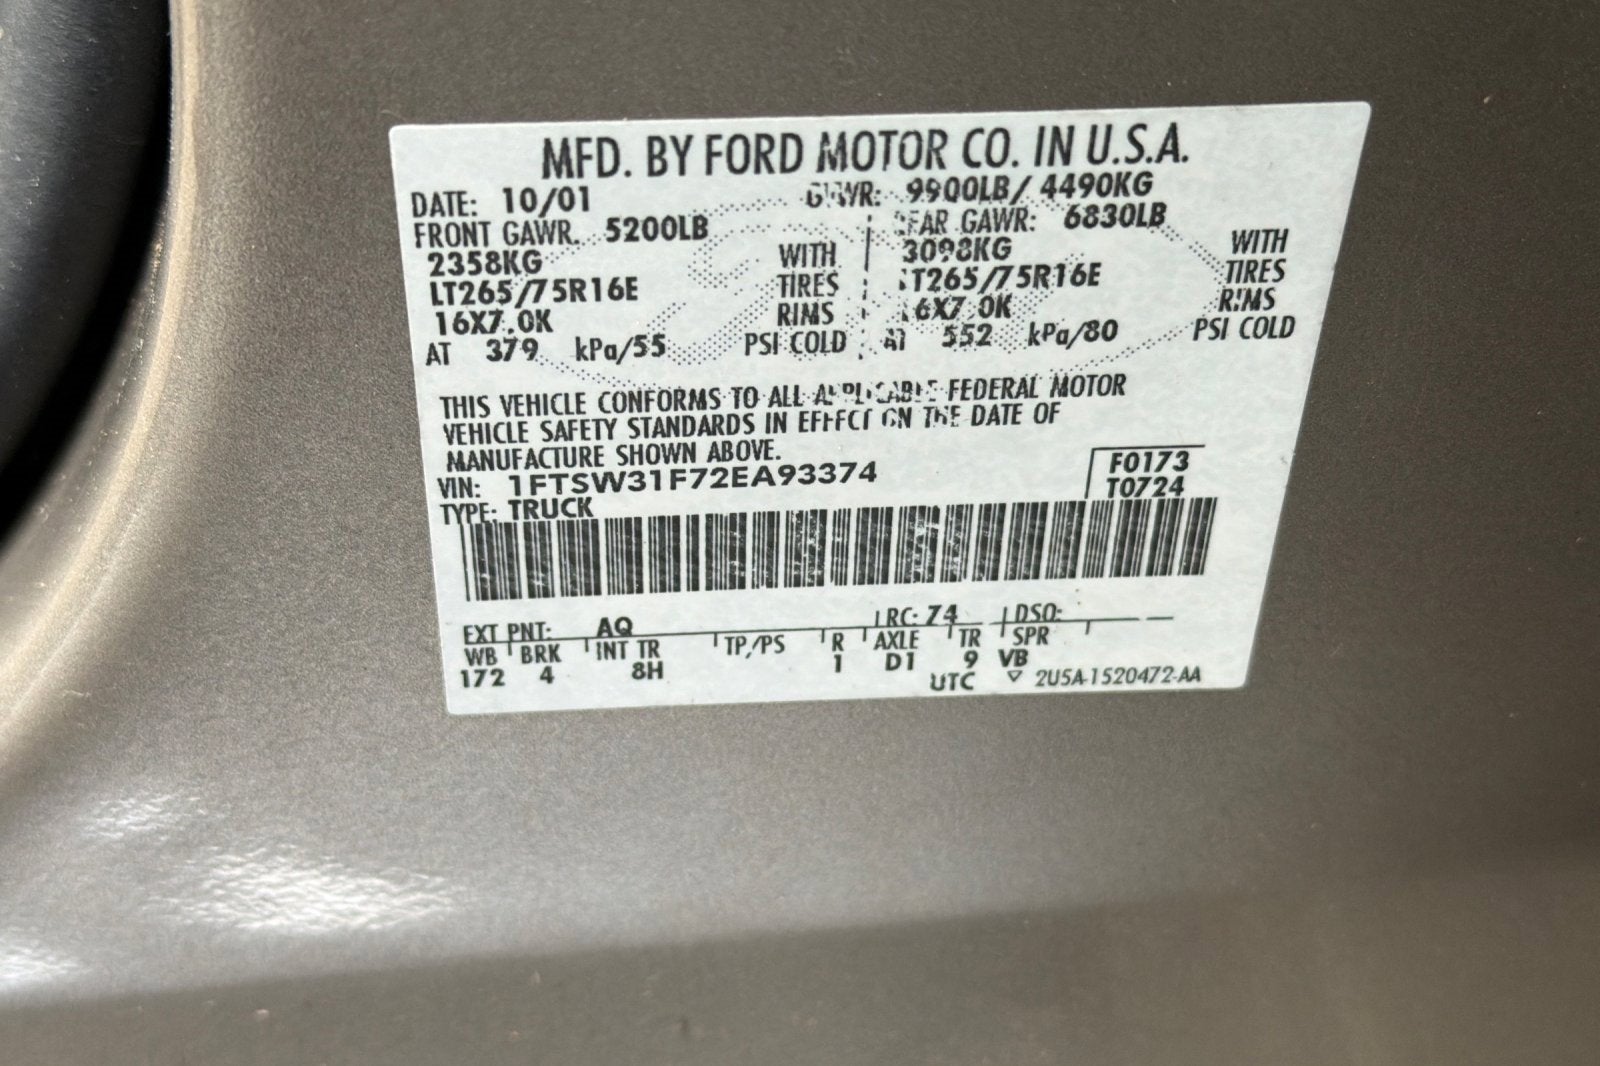 MFD. BY FORD MOTOR CO. IN U.S.A.
DATE: 10/01 GVWR: 9900LB/ 4490KG
FRONT GAWR: 5200LB REAR GAWR: 6830LB
2358KG WITH 3098KG WITH
LT265/75R16E TIRES LT265/75R16E TIRES
16X7.0K RIMS 16X7.0K RIMS
AT 379 kPa/55 PSI COLD AT 552 kPa/80 PSI COLD
THIS VEHICLE CONFORMS TO ALL APPLICABLE FEDERAL MOTOR
VEHICLE SAFETY STANDARDS IN EFFECT ON THE DATE OF
MANUFACTURE SHOWN ABOVE.
VIN: 1FTSW31F72EA93374 F0173
TYPE: TRUCK T0724
EXT PNT: AQ RC: 74 DSO:
WB BRK INT TR TP/PS R AXLE TR SPR
172 4 8H 1 D1 9 VB
UTC ▽ 2U5A-1520472-AA